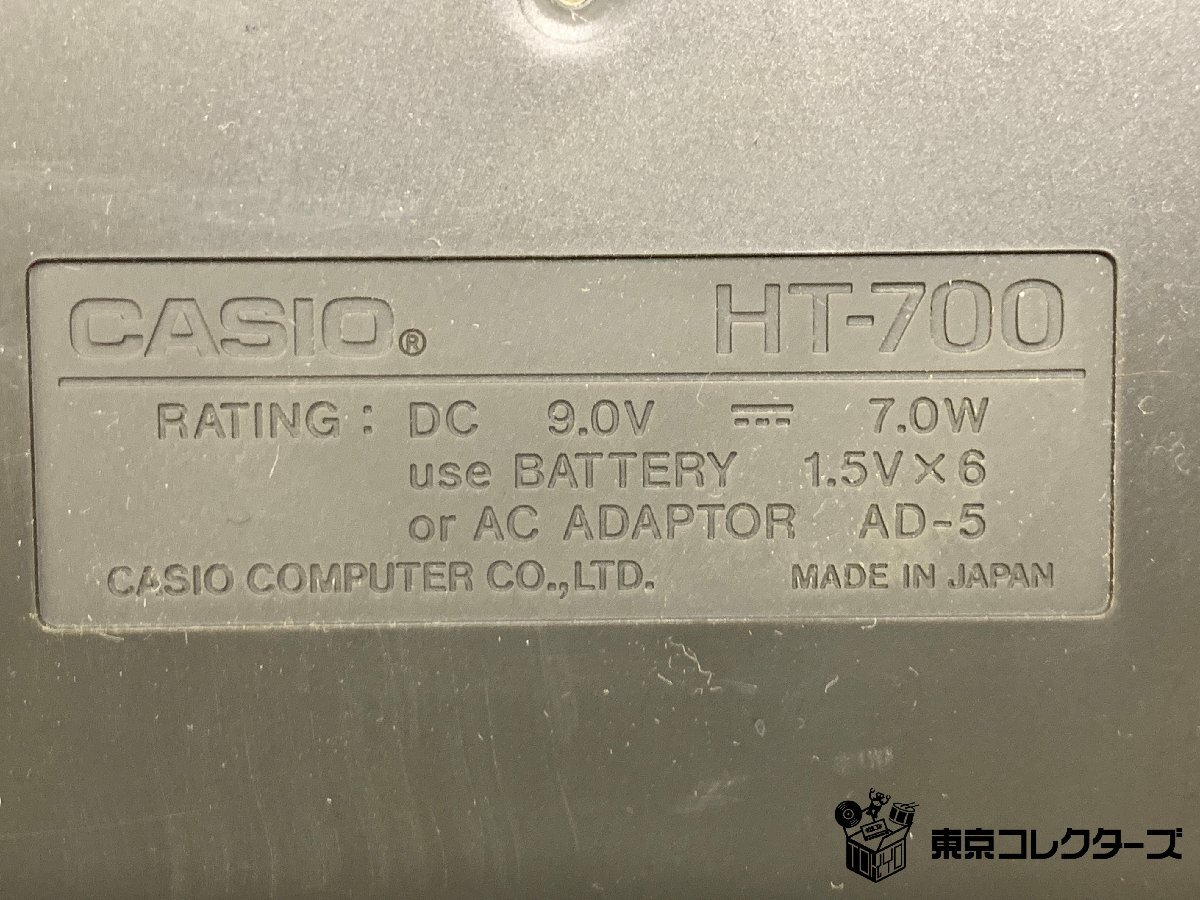 CASIO® HT-700
RATING : DC 9.0V ⎓ 7.0W
use BATTERY 1.5V×6
or AC ADAPTOR AD-5
CASIO COMPUTER CO.,LTD. MADE IN JAPAN
TOKYO
東京コレクターズ